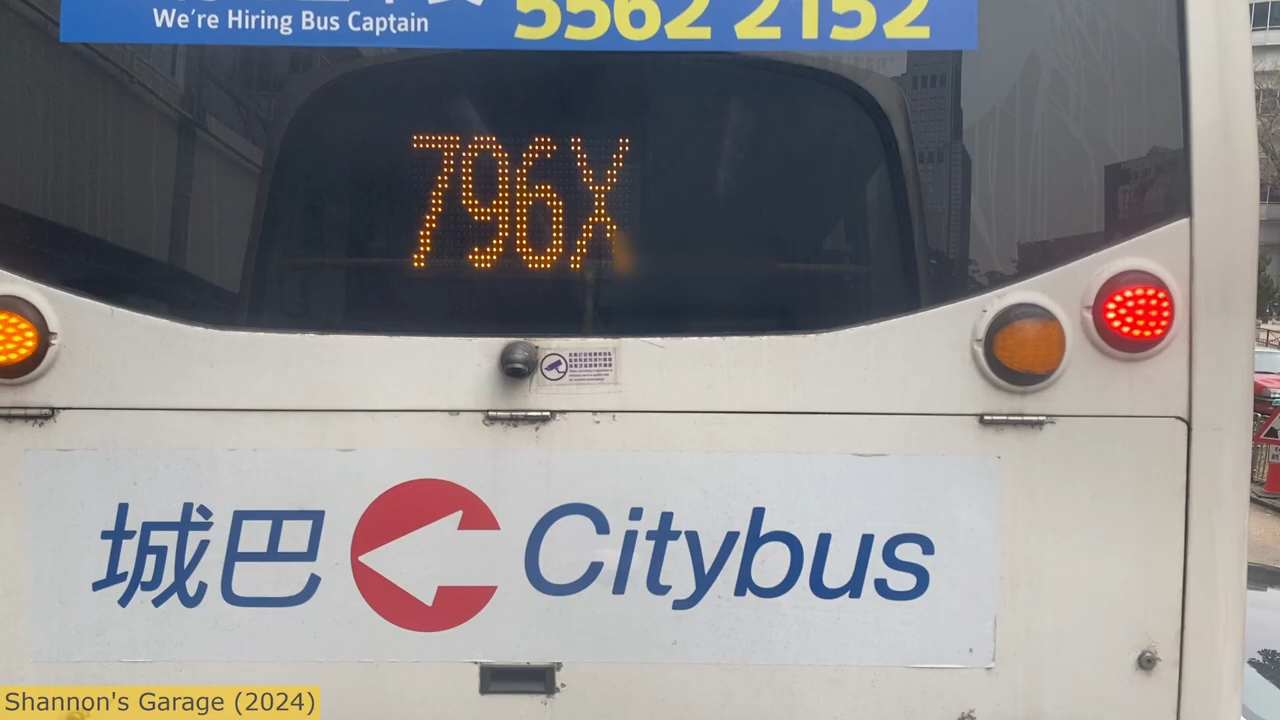 We're Hiring Bus Captain
5562 2152
796X
城巴 Citybus
Shannon's Garage (2024)